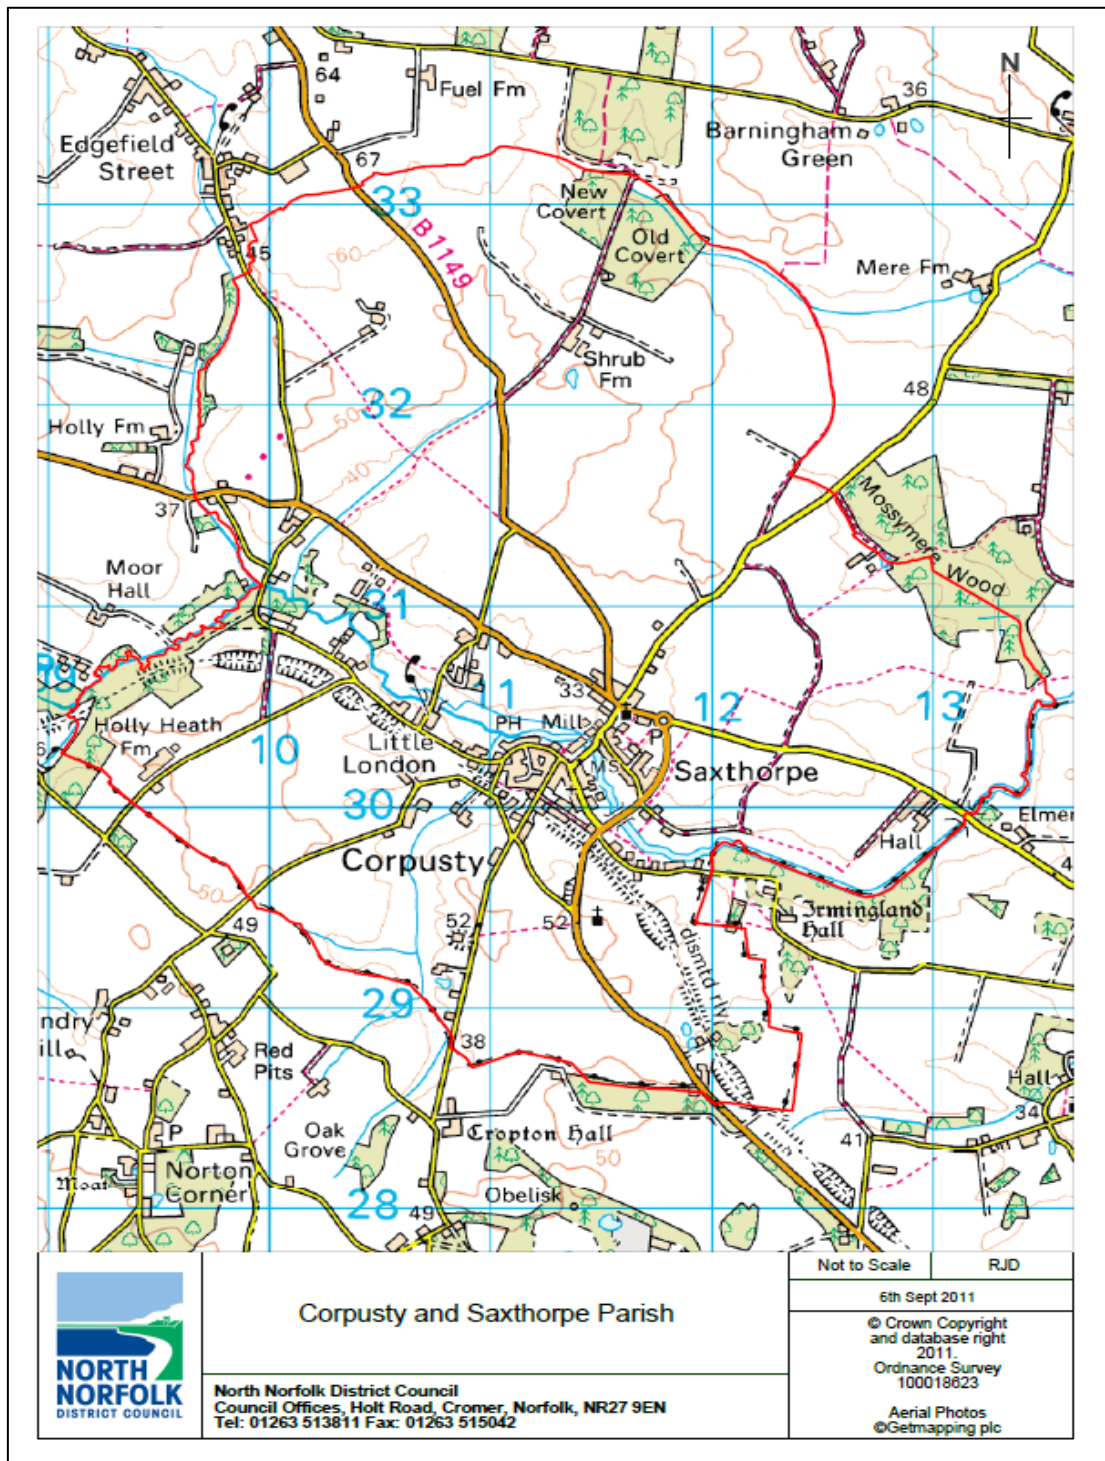 N
64
Fuel Fm
36
Barningham
Green
Edgefield
Street
67
33
New
Covert
Old
Covert
B1149
45
60
Mere Fm
Shrub
Fm
32
50
48
Holly Fm
40
37
Mossymere Wood
Moor
Hall
31
33
11
12
13
PH
Mill
P
Holly Heath
Fm
10
Little
London
MS
Saxthorpe
30
Elmer
Corpusty
Hall
50
Irmingland
Hall
49
52
52
dismtd rly
29
38
Red
Pits
Hall
34
Oak
Grove
Cropton Hall
41
P
50
Norton
Corner
Moat
Obelisk
28
49
Not to Scale
RJD
6th Sept 2011
Corpusty and Saxthorpe Parish
© Crown Copyright
and database right
2011.
Ordnance Survey
100018623
Aerial Photos
©Getmapping plc
NORTH
NORFOLK
DISTRICT COUNCIL
North Norfolk District Council
Council Offices, Holt Road, Cromer, Norfolk, NR27 9EN
Tel: 01263 513811 Fax: 01263 515042